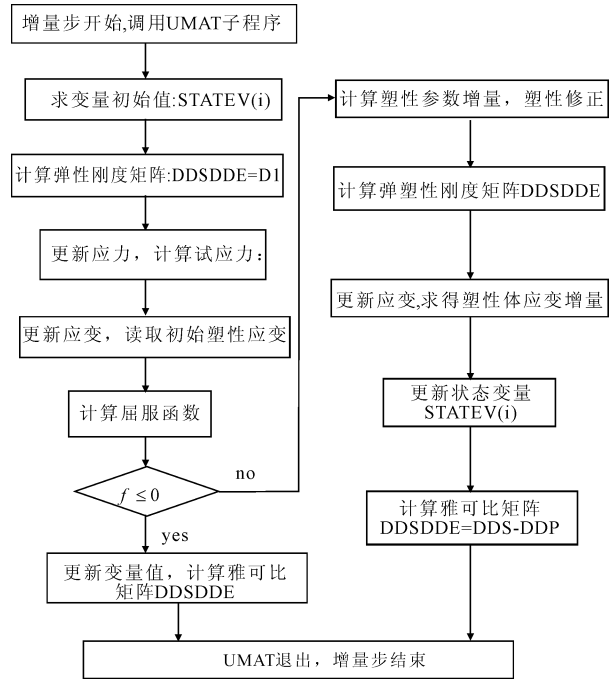 增量步开始,调用UMAT子程序
求变量初始值:STATEV(i)
计算弹性刚度矩阵:DDSDDE=D1
更新应力，计算试应力：
更新应变，读取初始塑性应变
计算屈服函数
f ≤ 0
no
yes
更新变量值，计算雅可比
矩阵DDSDDE
计算塑性参数增量，塑性修正
计算弹塑性刚度矩阵DDSDDE
更新应变,求得塑性体应变增量
更新状态变量
STATEV(i)
计算雅可比矩阵
DDSDDE=DDS-DDP
UMAT退出，增量步结束